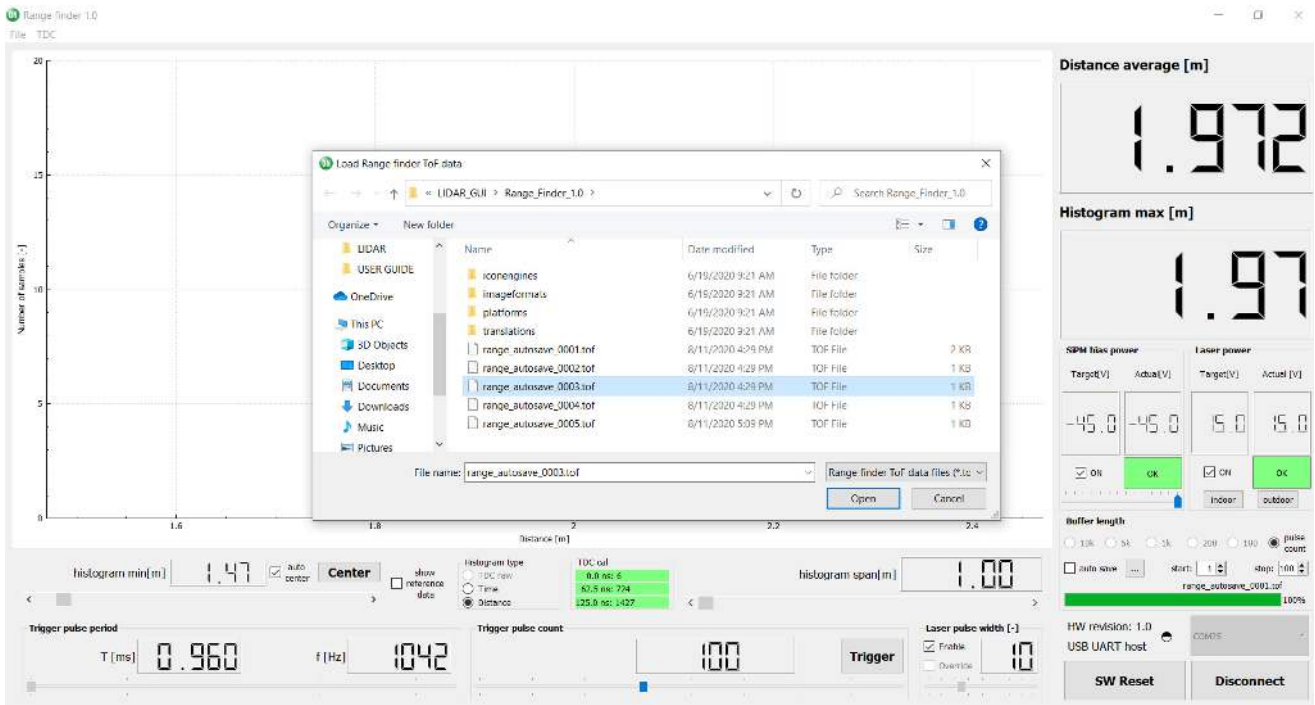 Range finder 1.0
File TDC
20
15
10
5
0
Number of samples [-]
1.6
1.8
2
2.2
2.4
Distance [m]
Load Range finder ToF data
« LIDAR_GUI > Range_Finder_1.0 >
Search Range_Finder_1.0
Organize
New folder
LIDAR
USER GUIDE
OneDrive
This PC
3D Objects
Desktop
Documents
Downloads
Music
Pictures
Name Date modified Type Size
iconengines 6/19/2020 9:21 AM File folder
imageformats 6/19/2020 9:21 AM File folder
platforms 6/19/2020 9:21 AM File folder
translations 6/19/2020 9:21 AM File folder
range_autosave_0001.tof 8/11/2020 4:29 PM TOF File 2 KB
range_autosave_0002.tof 8/11/2020 4:29 PM TOF File 1 KB
range_autosave_0003.tof 8/11/2020 4:29 PM TOF File 1 KB
range_autosave_0004.tof 8/11/2020 4:29 PM TOF File 1 KB
range_autosave_0005.tof 8/11/2020 5:09 PM TOF File 1 KB
File name: range_autosave_0003.tof
Range finder ToF data files (*.to
Open Cancel
Distance average [m]
1.972
Histogram max [m]
1.97
SiPM bias power Laser power
Target[V] Actual[V] Target[V] Actual [V]
-45.0 -45.0 15.0 15.0
ON OK ON OK
indoor outdoor
Buffer length
10k 5k 1k 200 100 pulse count
auto save ... start: 1 stop: 100
range_autosave_0001.tof
100%
HW revision: 1.0
USB UART host
SW Reset Disconnect
histogram min[m] 1.47
auto center
Center
show reference data
Histogram type
TDC raw
Time
Distance
TDC cal
0.0 ns: 6
62.5 ns: 724
125.0 ns: 1427
histogram span[m] 1.00
Trigger pulse period
T [ms] 0.960 f [Hz] 1042
Trigger pulse count
100 Trigger
Laser pulse width [-]
Enable
Override
10